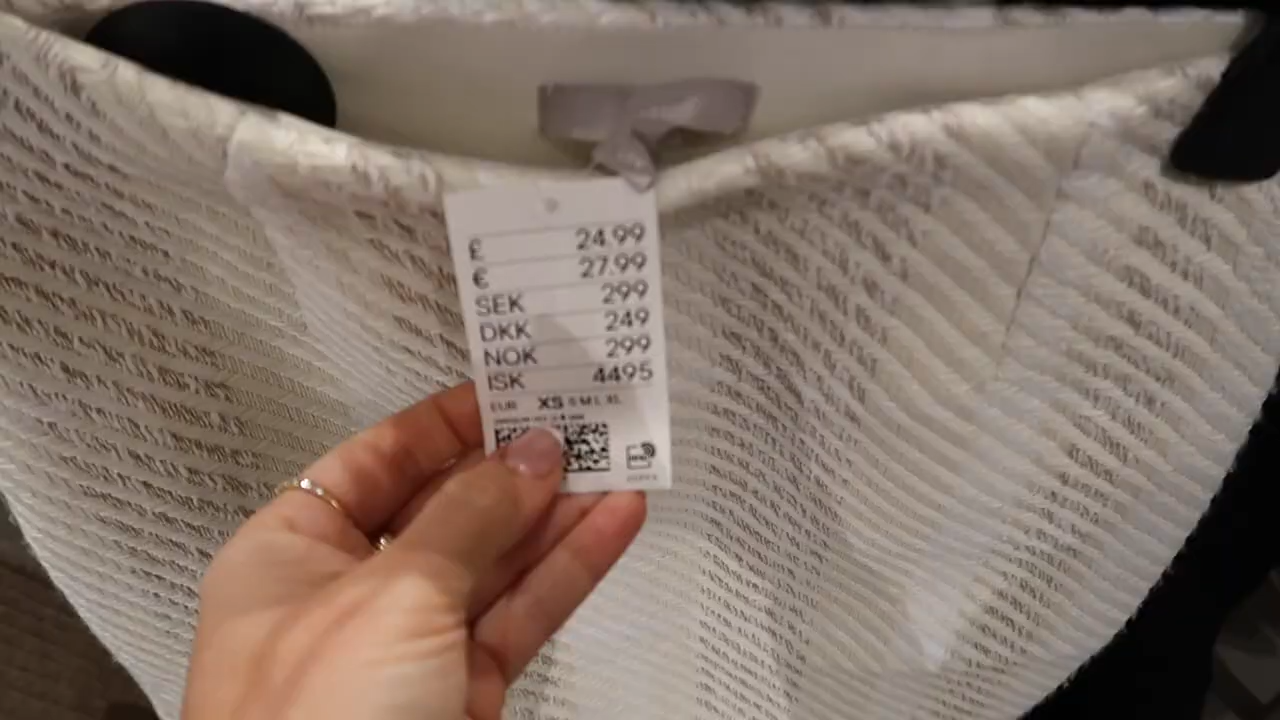 £ 24.99
€ 27.99
SEK 299
DKK 249
NOK 299
ISK 4495
EUR XS S M L XL